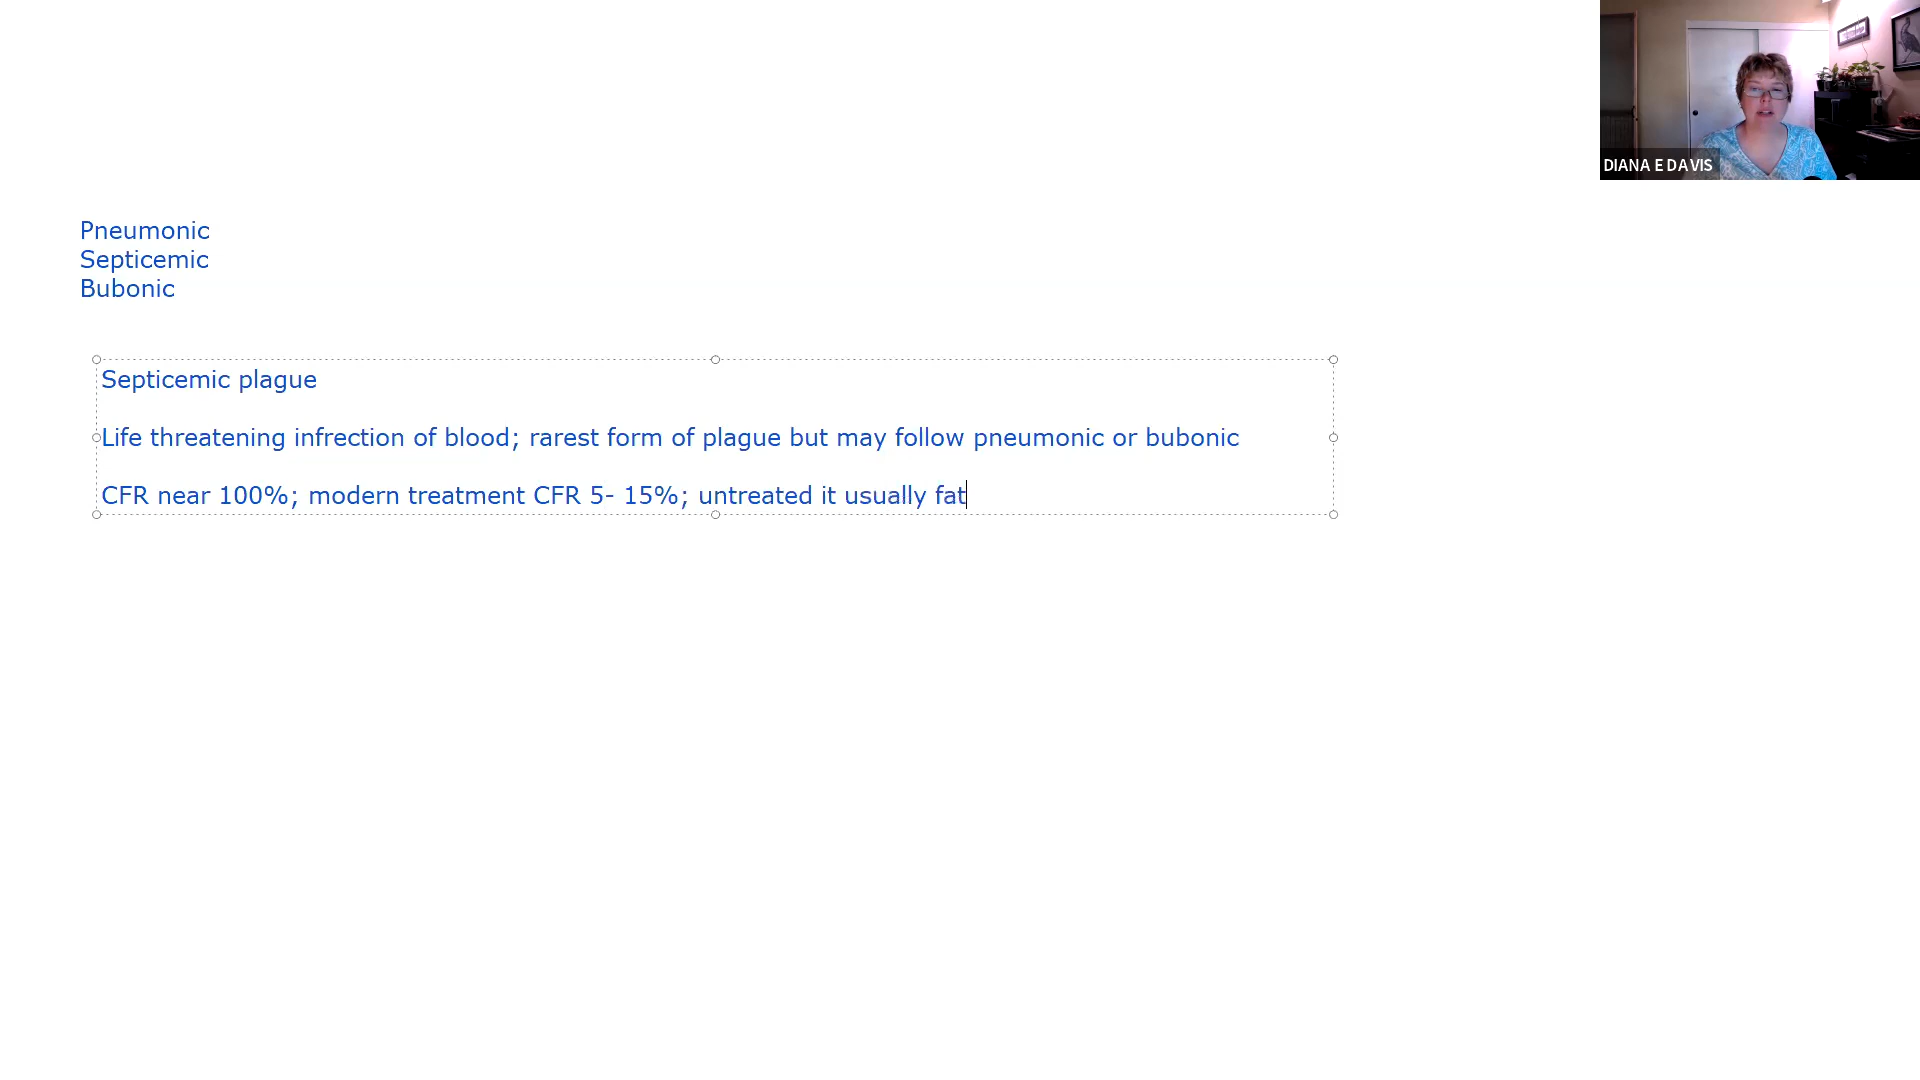 DIANA E DAVIS
Pneumonic
Septicemic
Bubonic
Septicemic plague
Life threatening infrection of blood; rarest form of plague but may follow pneumonic or bubonic
CFR near 100%; modern treatment CFR 5- 15%; untreated it usually fat